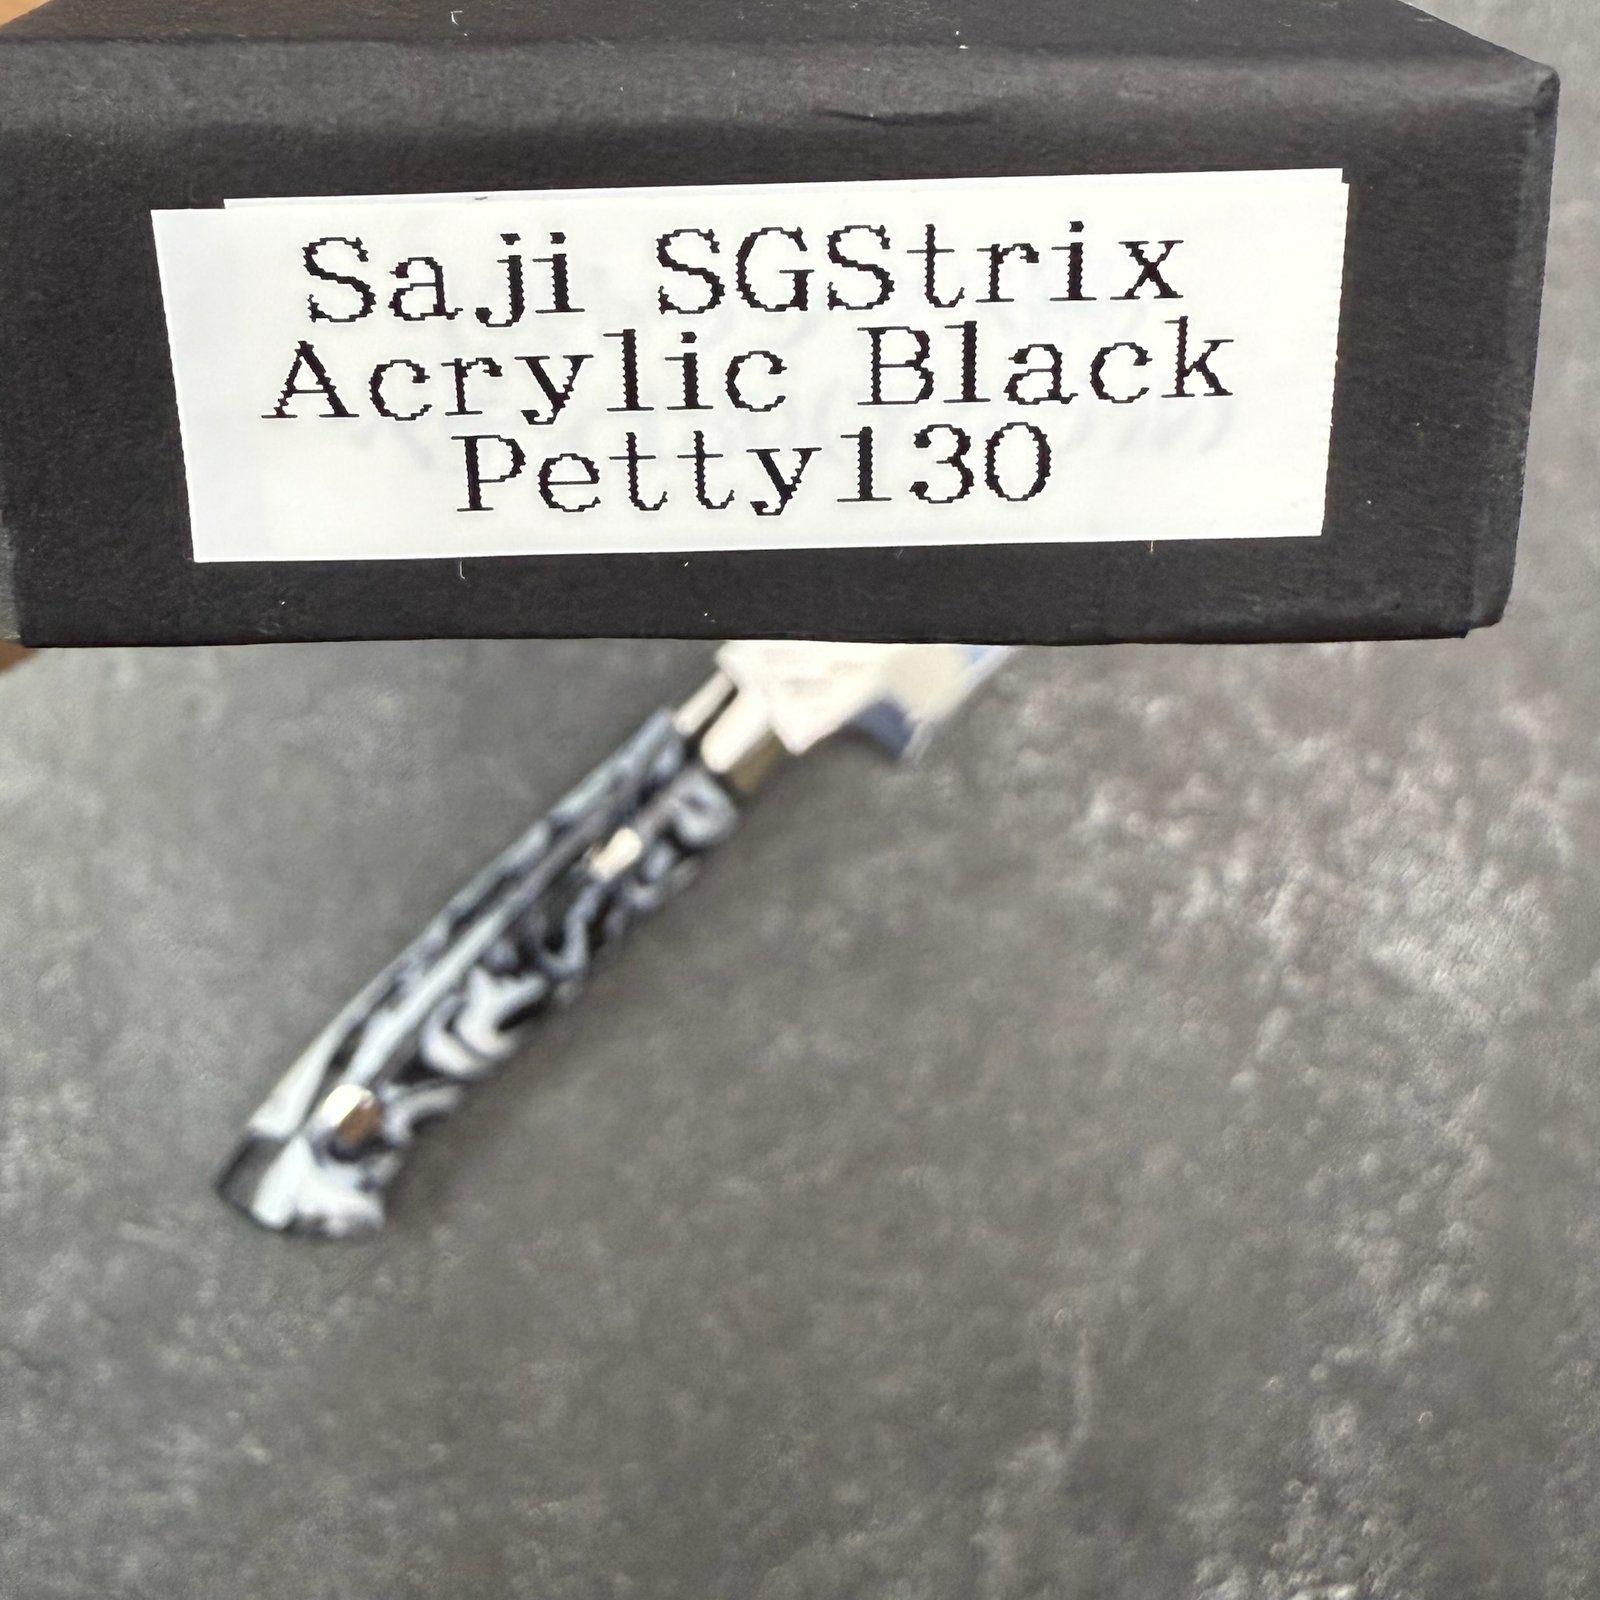 Saji SGStrix
Acrylic Black
Petty130